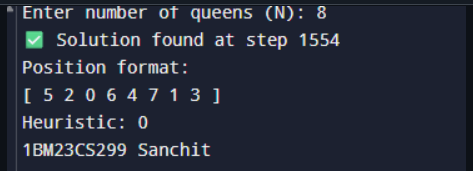 Enter number of queens (N): 8
✅ Solution found at step 1554
Position format:
[ 5 2 0 6 4 7 1 3 ]
Heuristic: 0
1BM23CS299 Sanchit